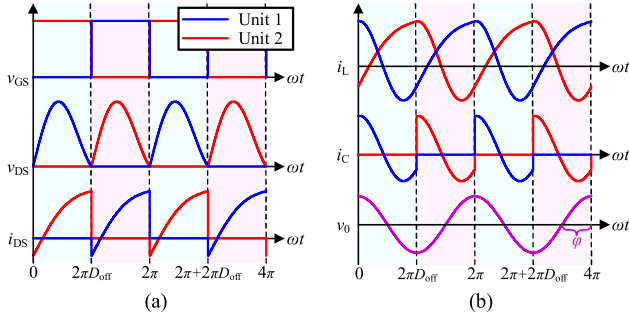 Unit 1
Unit 2
v_GS ωt
v_DS ωt
i_DS ωt
0 2πD_off 2π 2π+2πD_off 4π
(a)
i_L ωt
i_C ωt
v_0 ωt
φ
0 2πD_off 2π 2π+2πD_off 4π
(b)